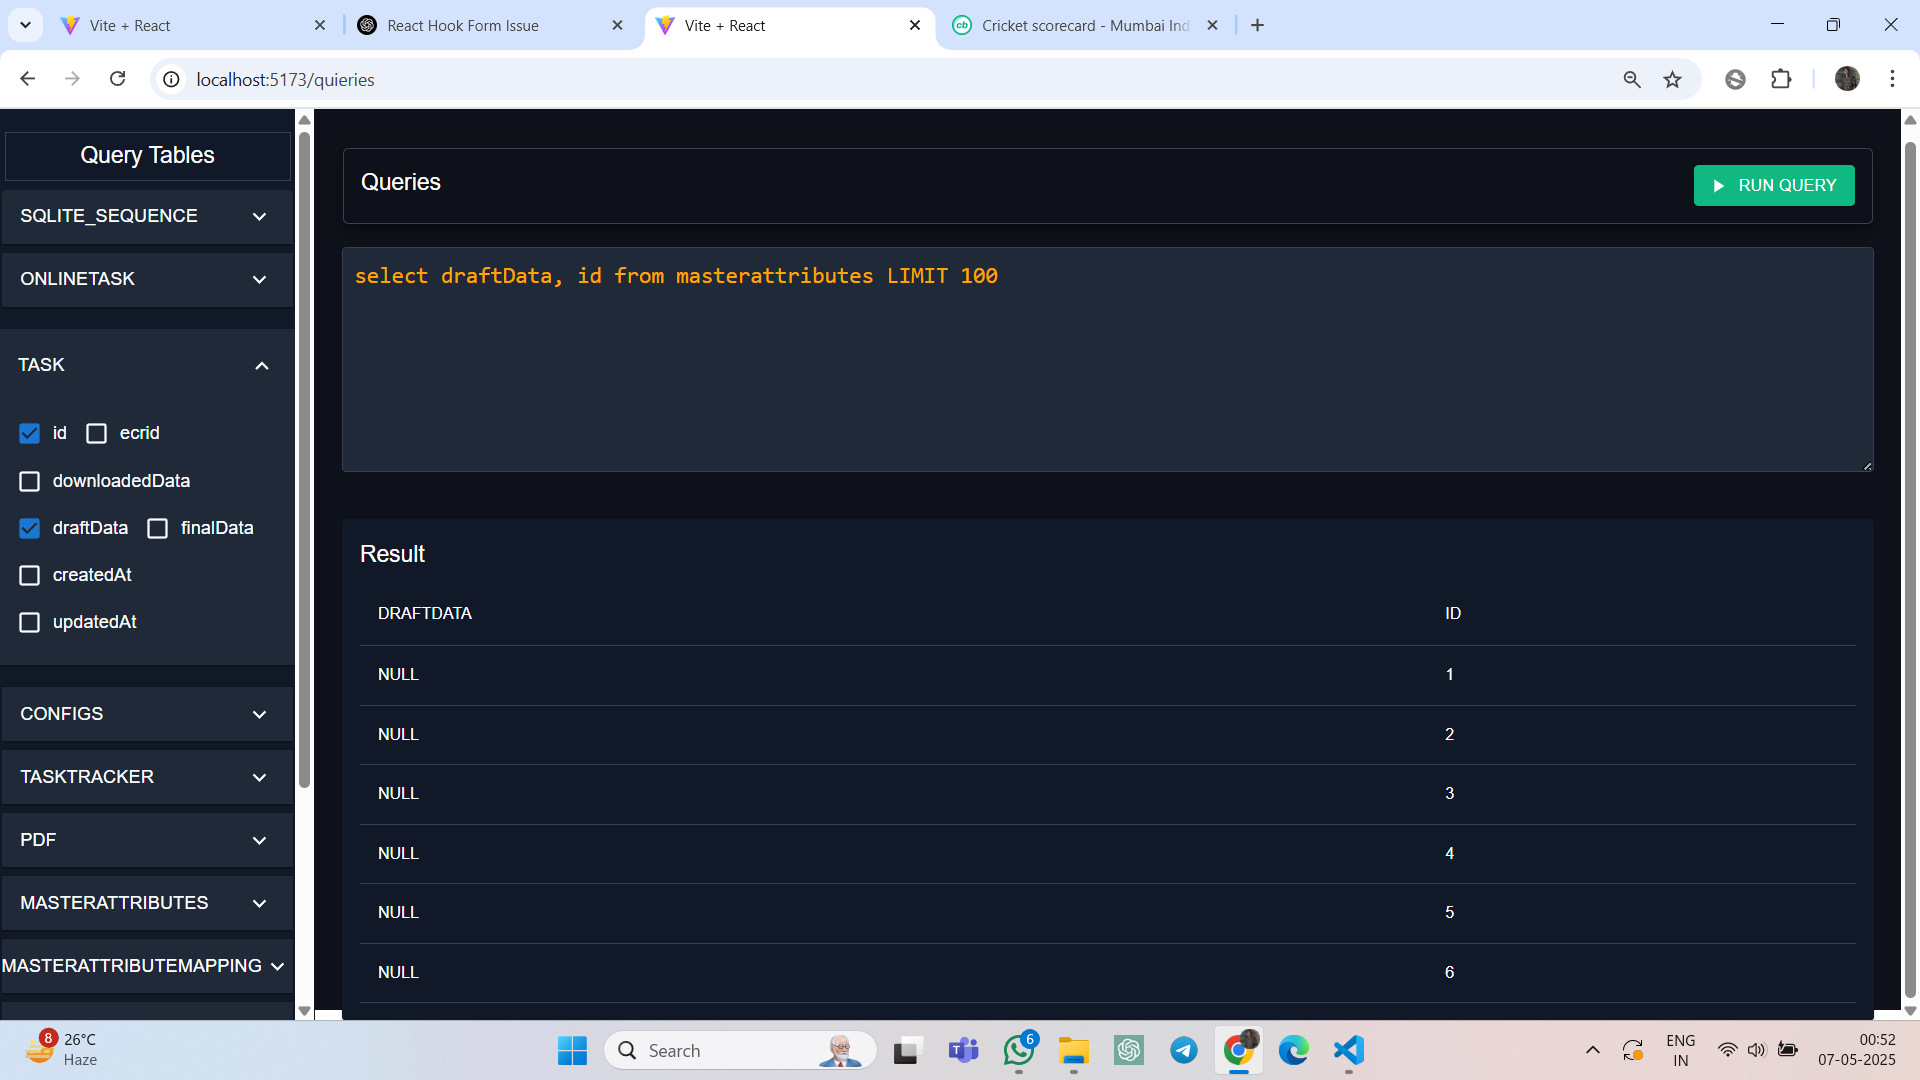 Vite + React
React Hook Form Issue
Vite + React
Cricket scorecard - Mumbai Ind
localhost:5173/quieries
Query Tables
SQLITE_SEQUENCE
ONLINETASK
TASK
id ecrid
downloadedData
draftData finalData
createdAt
updatedAt
CONFIGS
TASKTRACKER
PDF
MASTERATTRIBUTES
MASTERATTRIBUTEMAPPING
Queries
RUN QUERY
select draftData, id from masterattributes LIMIT 100
Result
DRAFTDATA ID
NULL 1
NULL 2
NULL 3
NULL 4
NULL 5
NULL 6
8
26°C
Haze
Search
6
ENG
IN
00:52
07-05-2025